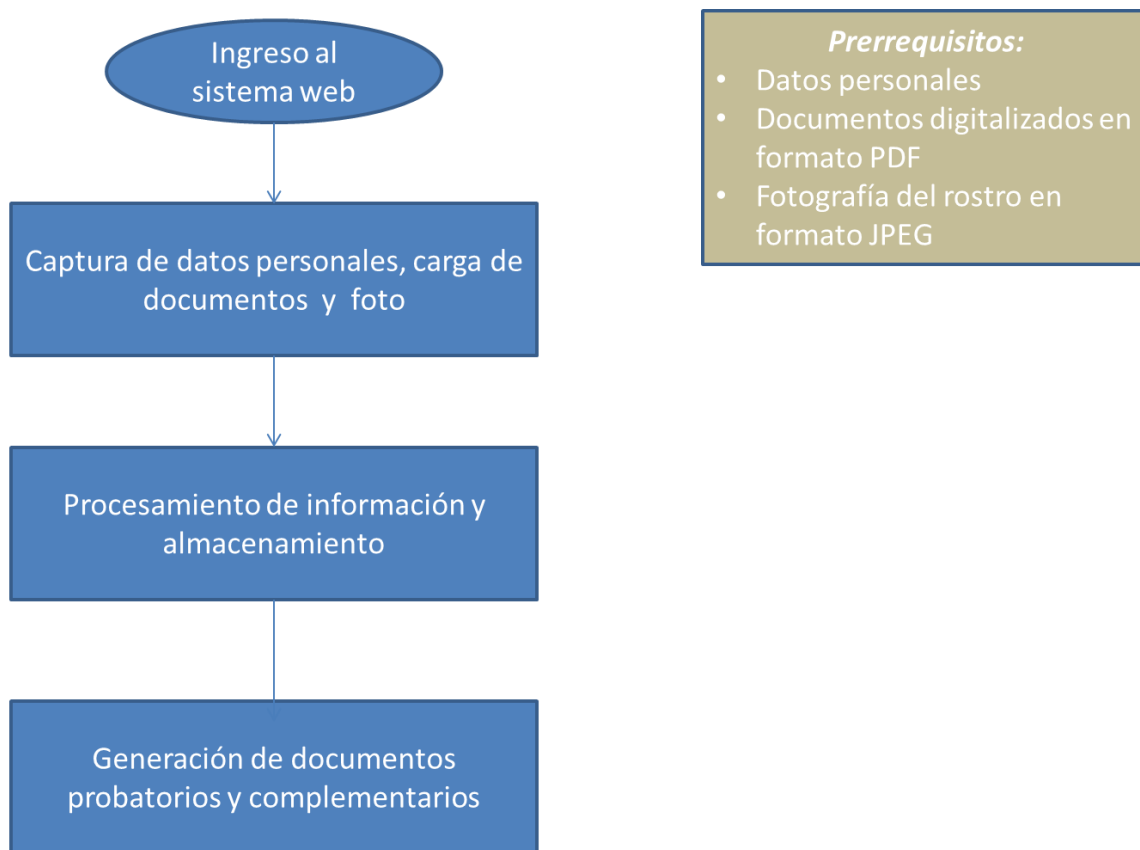 Ingreso al
sistema web
Captura de datos personales, carga de
documentos y foto
Procesamiento de información y
almacenamiento
Generación de documentos
probatorios y complementarios
Prerrequisitos:
• Datos personales
• Documentos digitalizados en
formato PDF
• Fotografía del rostro en
formato JPEG